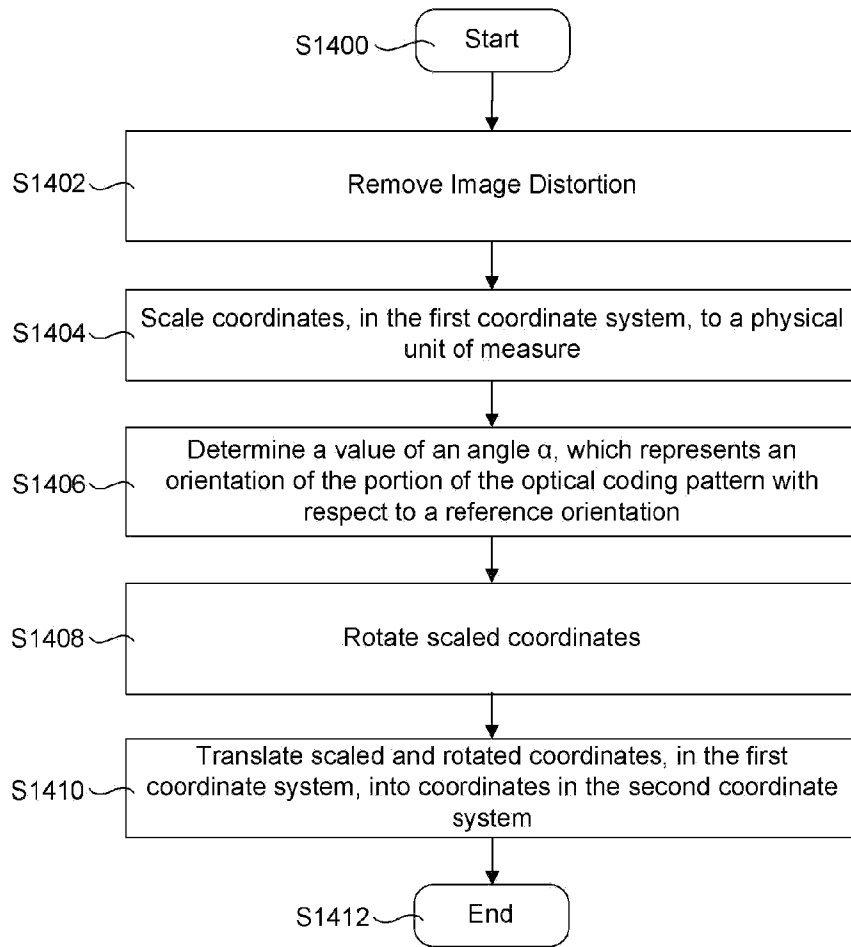 S1400
Start
S1402
Remove Image Distortion
S1404
Scale coordinates, in the first coordinate system, to a physical
unit of measure
S1406
Determine a value of an angle α, which represents an
orientation of the portion of the optical coding pattern with
respect to a reference orientation
S1408
Rotate scaled coordinates
S1410
Translate scaled and rotated coordinates, in the first
coordinate system, into coordinates in the second coordinate
system
S1412
End